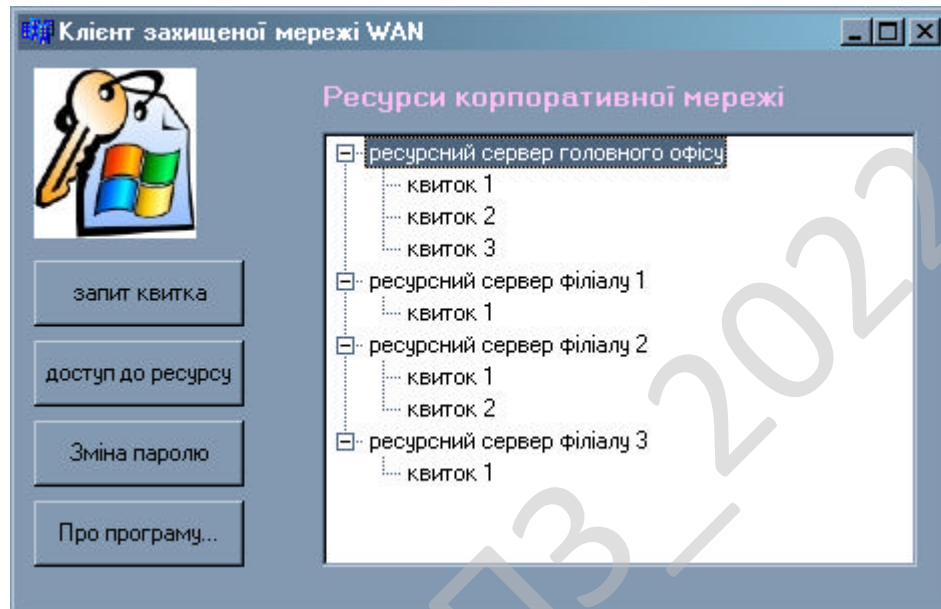 Клієнт захищеної мережі WAN
Ресурси корпоративної мережі
ресурсний сервер головного офісу
квиток 1
квиток 2
квиток 3
ресурсний сервер філіалу 1
квиток 1
ресурсний сервер філіалу 2
квиток 1
квиток 2
ресурсний сервер філіалу 3
квиток 1
запит квитка
доступ до ресурсу
Зміна паролю
Про програму...
ПЗ_2022